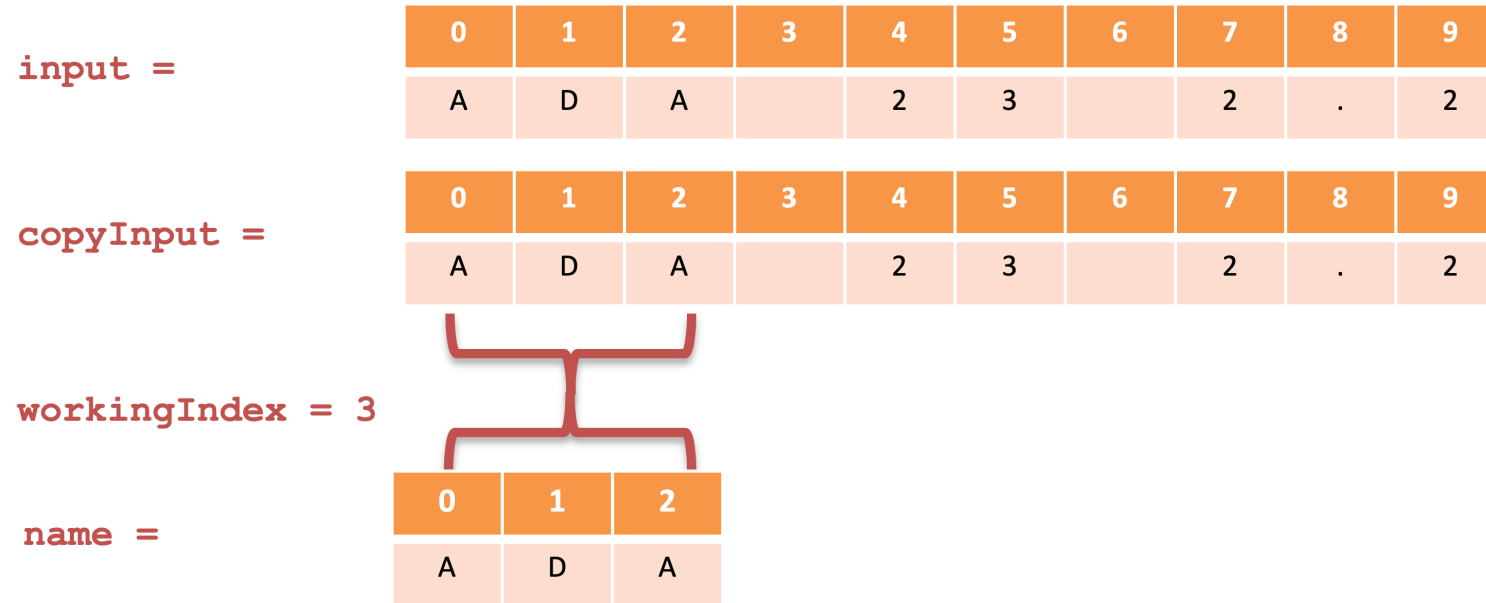 0 1 2 3 4 5 6 7 8 9
input =
A D A 2 3 2 . 2
0 1 2 3 4 5 6 7 8 9
copyInput =
A D A 2 3 2 . 2
workingIndex = 3
0 1 2
name =
A D A